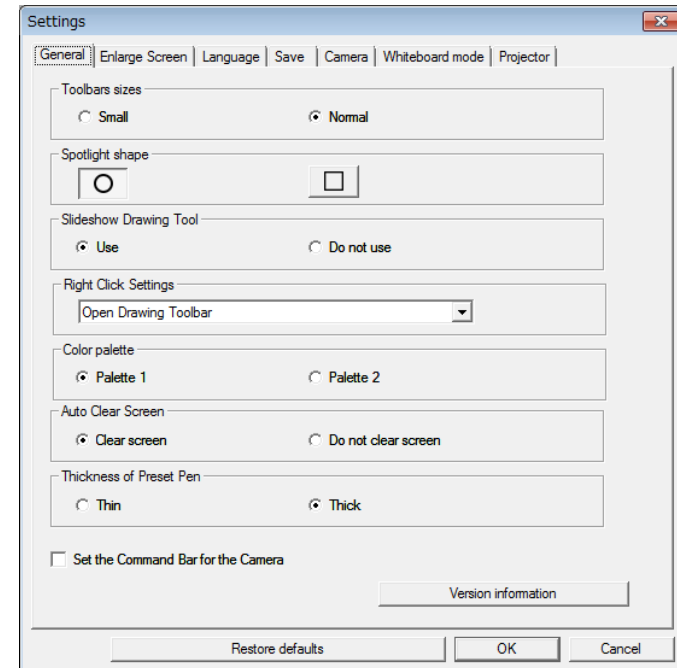 Settings
General Enlarge Screen Language Save Camera Whiteboard mode Projector
Toolbars sizes
Small Normal
Spotlight shape
Slideshow Drawing Tool
Use Do not use
Right Click Settings
Open Drawing Toolbar
Color palette
Palette 1 Palette 2
Auto Clear Screen
Clear screen Do not clear screen
Thickness of Preset Pen
Thin Thick
Set the Command Bar for the Camera
Version information
Restore defaults OK Cancel